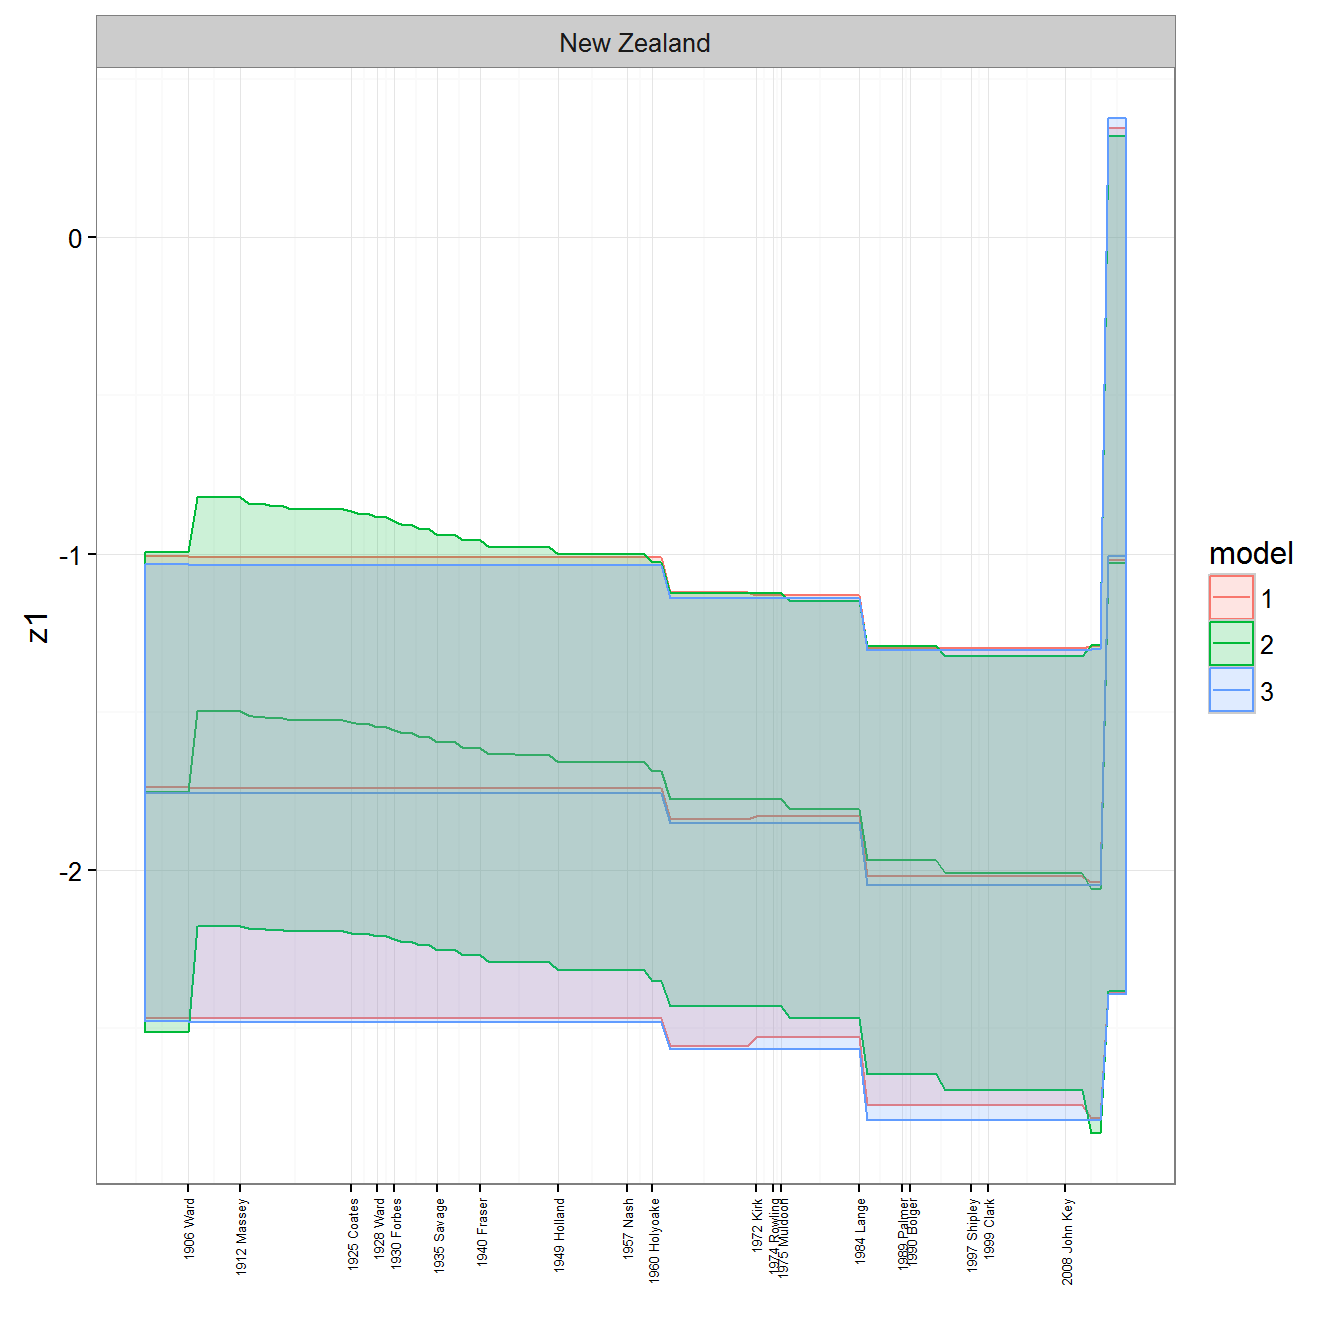 New Zealand
0
-1
-2
z1
model
1
2
3
1906 Ward
1912 Massey
1925 Coates
1928 Ward
1930 Forbes
1935 Savage
1940 Fraser
1949 Holland
1957 Nash
1960 Holyoake
1972 Kirk
1974 Rowling
1975 Muldoon
1984 Lange
1989 Palmer
1990 Bolger
1997 Shipley
1999 Clark
2008 John Key